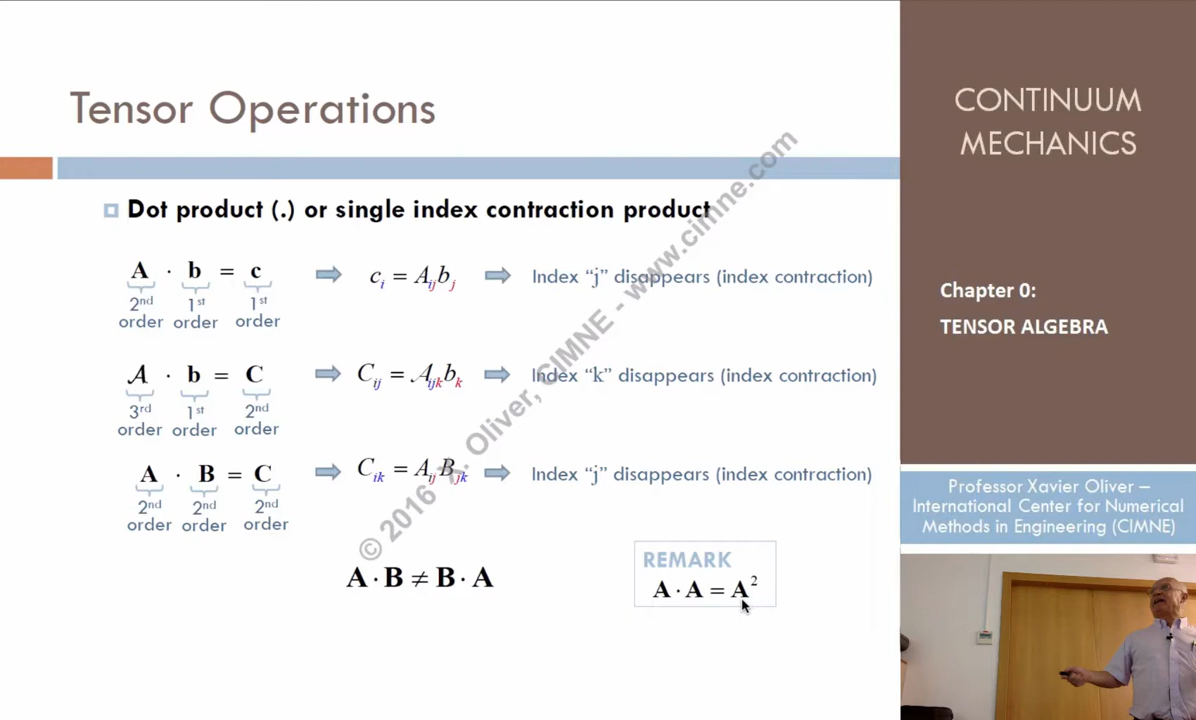 Tensor Operations
Dot product (.) or single index contraction product
A · b = c
2nd order 1st order 1st order
c_i = A_ij b_j
Index “j” disappears (index contraction)
𝒜 · b = C
3rd order 1st order 2nd order
C_ij = 𝒜_ijk b_k
Index “k” disappears (index contraction)
A · B = C
2nd order 2nd order 2nd order
C_ik = A_ij B_jk
Index “j” disappears (index contraction)
A · B ≠ B · A
REMARK
A · A = A²
© 2016 X. Oliver, CIMNE - www.cimne.com
CONTINUUM
MECHANICS
Chapter 0:
TENSOR ALGEBRA
Professor Xavier Oliver –
International Center for Numerical
Methods in Engineering (CIMNE)